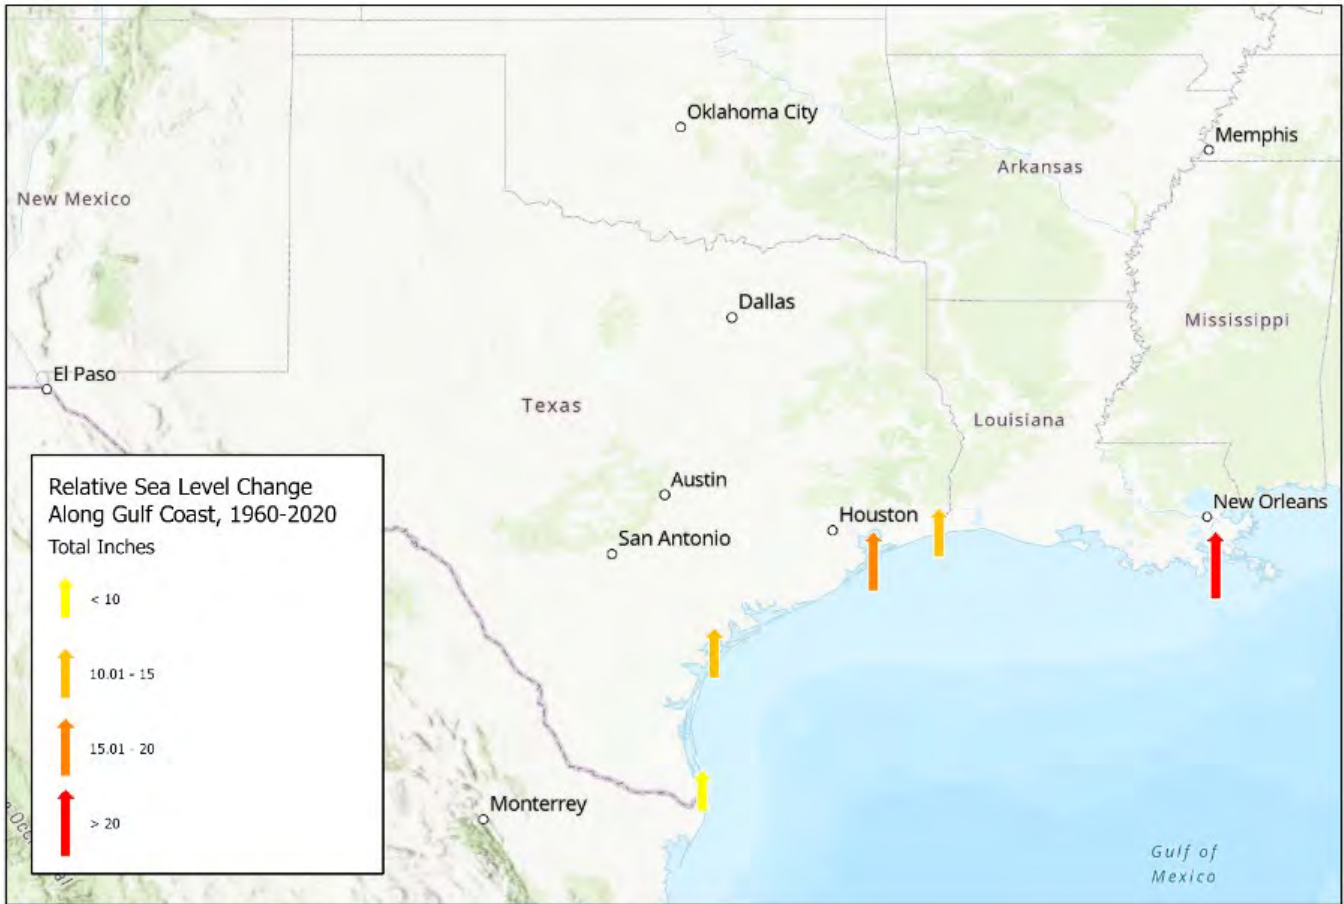 Oklahoma City
Memphis
Arkansas
New Mexico
Dallas
Mississippi
El Paso
Texas
Louisiana
Relative Sea Level Change
Along Gulf Coast, 1960-2020
Total Inches
< 10
10.01 - 15
15.01 - 20
> 20
Austin
San Antonio
Houston
New Orleans
Monterrey
Gulf of
Mexico